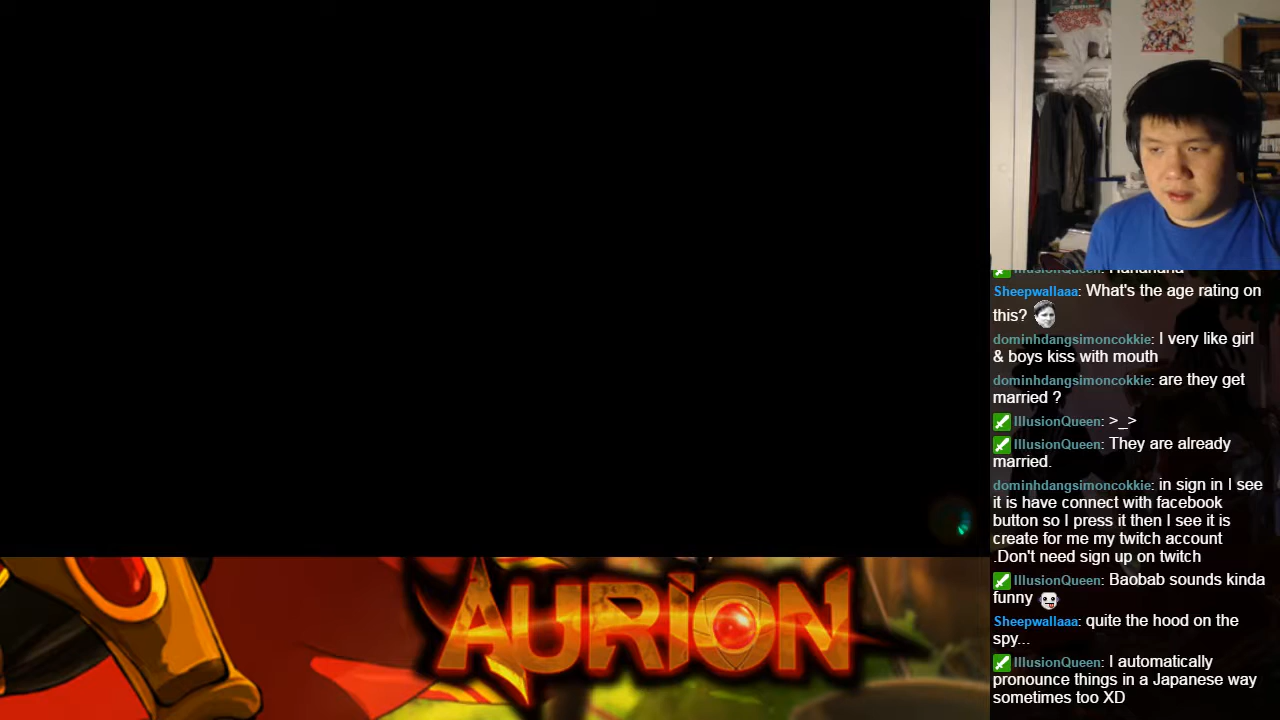 IllusionQueen: Hahahaha
Sheepwallaaa: What's the age rating on
this?
dominhdangsimoncokkie: I very like girl
& boys kiss with mouth
dominhdangsimoncokkie: are they get
married ?
IllusionQueen: >_>
IllusionQueen: They are already
married.
dominhdangsimoncokkie: in sign in I see
it is have connect with facebook
button so I press it then I see it is
create for me my twitch account
.Don't need sign up on twitch
IllusionQueen: Baobab sounds kinda
funny
Sheepwallaaa: quite the hood on the
spy...
IllusionQueen: I automatically
pronounce things in a Japanese way
sometimes too XD
AURION